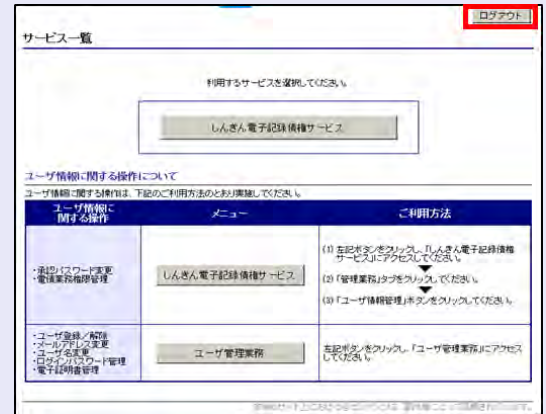 ログアウト
サービス一覧
利用するサービスを選択してください。
しんきん電子記録債権サービス
ユーザ情報に関する操作について
ユーザ情報に関する操作は、下記のご利用方法のとおり実施してください。
ユーザ情報に
関する操作
メニュー
ご利用方法
・承認パスワード変更
・電債業務権限管理
しんきん電子記録債権サービス
(1) 左記ボタンをクリックし、「しんきん電子記録債権
サービス」にアクセスしてください。
(2)「管理業務」タブをクリックしてください。
(3)「ユーザ情報管理」ボタンをクリックしてください。
・ユーザ登録／解除
・メールアドレス変更
・ユーザ名変更
・ログインパスワード管理
・電子証明書管理
ユーザ管理業務
左記ボタンをクリックし、「ユーザ管理業務」にアクセス
してください。